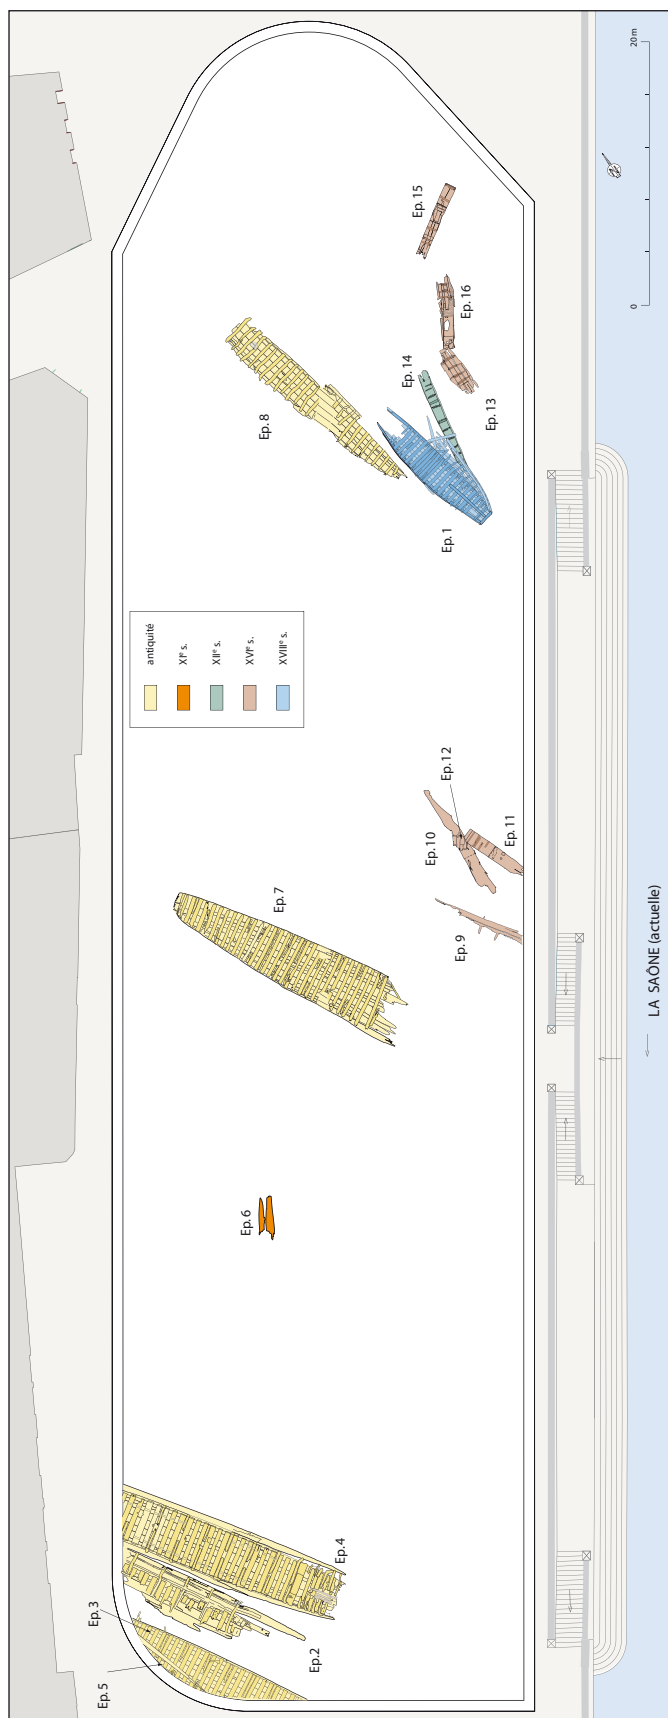 Ep. 5
Ep. 3
Ep. 2
Ep. 4
Ep. 6
Ep. 7
Ep. 9
Ep. 10
Ep. 12
Ep. 11
antiquité
XIᵉ s.
XIIᵉ s.
XVIᵉ s.
XVIIIᵉ s.
Ep. 8
Ep. 1
Ep. 14
Ep. 13
Ep. 16
Ep. 15
LA SAÔNE (actuelle)
N
0
20 m